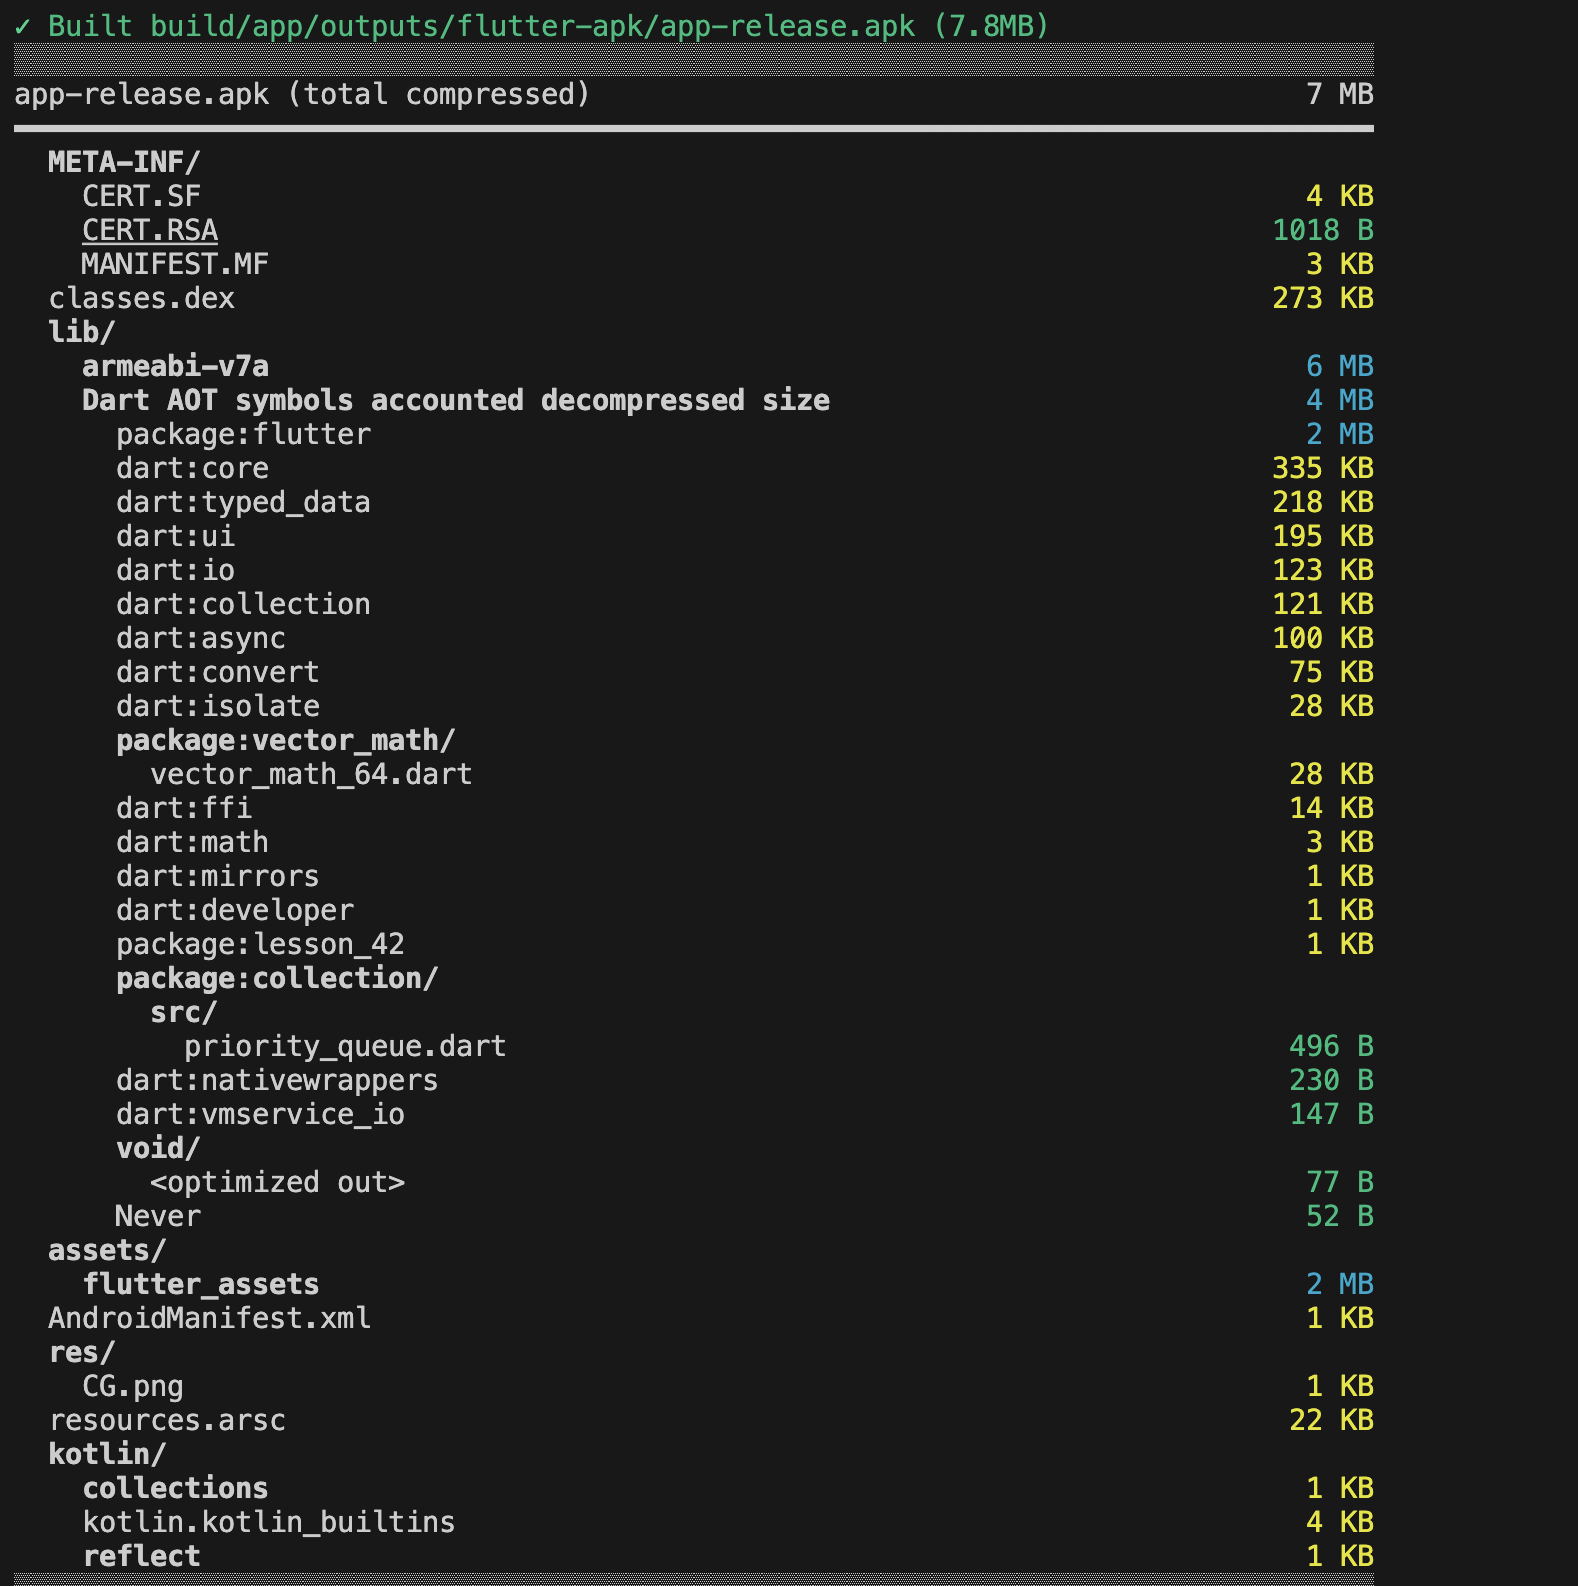 ✓ Built build/app/outputs/flutter-apk/app-release.apk (7.8MB)
app-release.apk (total compressed) 7 MB
META-INF/
CERT.SF 4 KB
CERT.RSA 1018 B
MANIFEST.MF 3 KB
classes.dex 273 KB
lib/
armeabi-v7a 6 MB
Dart AOT symbols accounted decompressed size 4 MB
package:flutter 2 MB
dart:core 335 KB
dart:typed_data 218 KB
dart:ui 195 KB
dart:io 123 KB
dart:collection 121 KB
dart:async 100 KB
dart:convert 75 KB
dart:isolate 28 KB
package:vector_math/
vector_math_64.dart 28 KB
dart:ffi 14 KB
dart:math 3 KB
dart:mirrors 1 KB
dart:developer 1 KB
package:lesson_42 1 KB
package:collection/
src/
priority_queue.dart 496 B
dart:nativewrappers 230 B
dart:vmservice_io 147 B
void/
<optimized out> 77 B
Never 52 B
assets/
flutter_assets 2 MB
AndroidManifest.xml 1 KB
res/
CG.png 1 KB
resources.arsc 22 KB
kotlin/
collections 1 KB
kotlin.kotlin_builtins 4 KB
reflect 1 KB